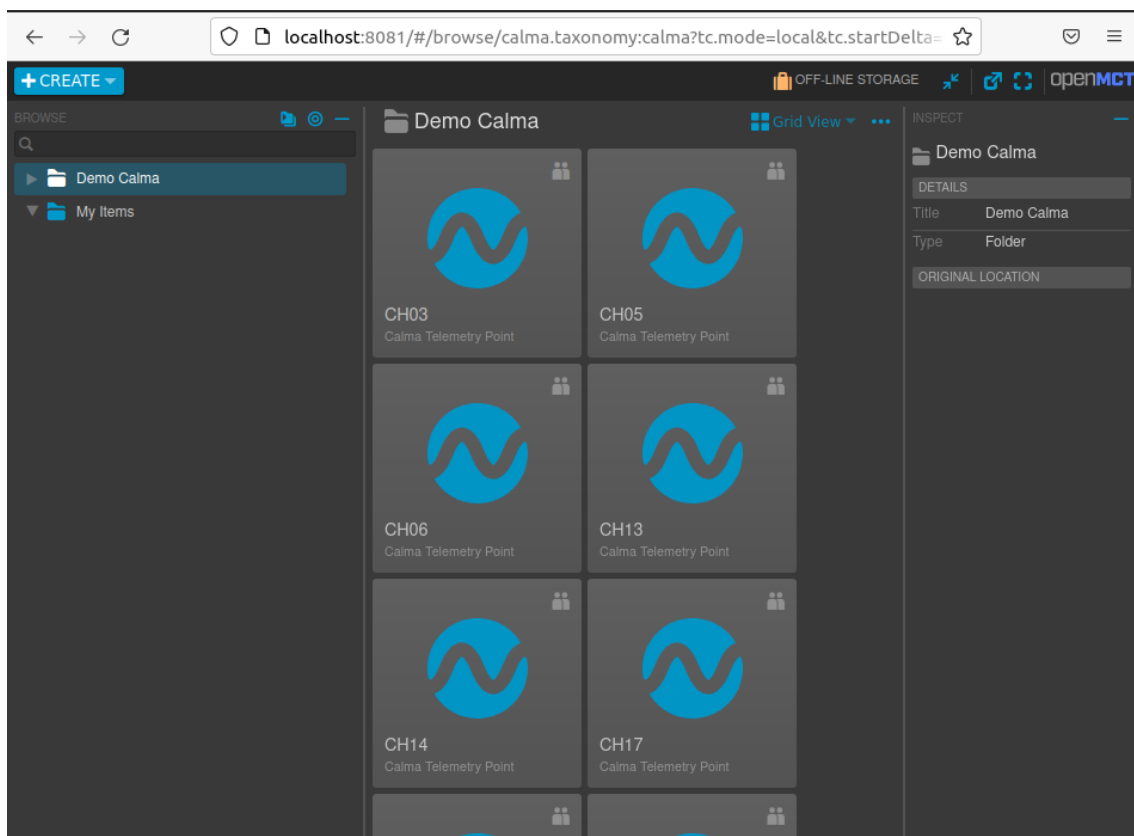 localhost:8081/#/browse/calma.taxonomy:calma?tc.mode=local&tc.startDelta=
+ CREATE
OFF-LINE STORAGE
openMCT
BROWSE
Demo Calma
My Items
Demo Calma
Grid View
CH03
Calma Telemetry Point
CH05
Calma Telemetry Point
CH06
Calma Telemetry Point
CH13
Calma Telemetry Point
CH14
Calma Telemetry Point
CH17
Calma Telemetry Point
INSPECT
Demo Calma
DETAILS
Title Demo Calma
Type Folder
ORIGINAL LOCATION